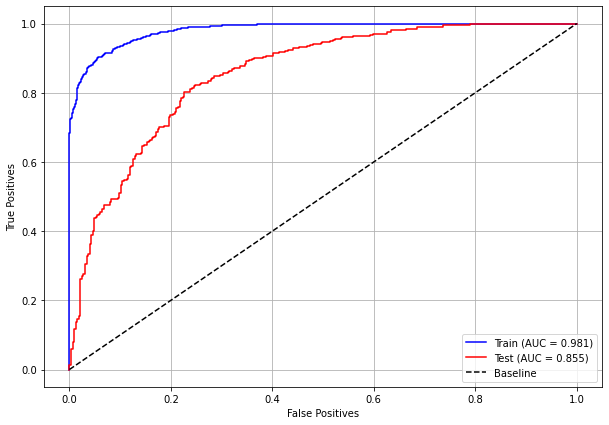 1.0
0.8
0.6
0.4
0.2
0.0
True Positives
0.0 0.2 0.4 0.6 0.8 1.0
False Positives
Train (AUC = 0.981)
Test (AUC = 0.855)
Baseline